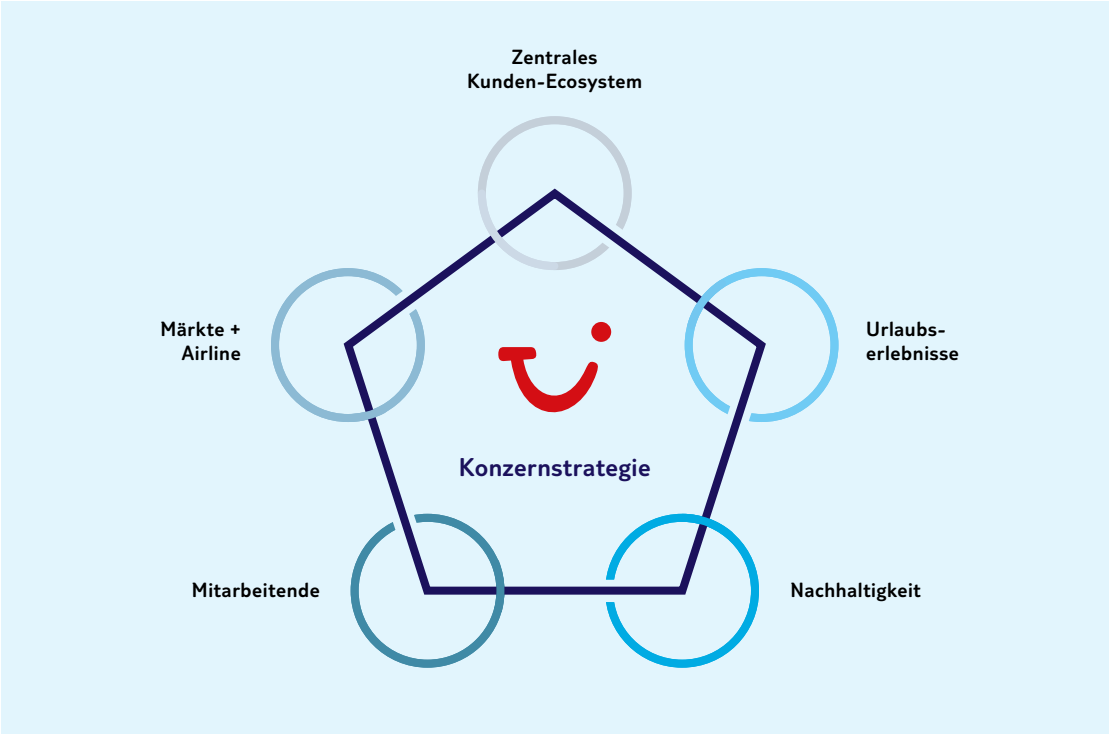 Zentrales
Kunden-Ecosystem
Märkte +
Airline
Urlaubs-
erlebnisse
Konzernstrategie
Mitarbeitende
Nachhaltigkeit